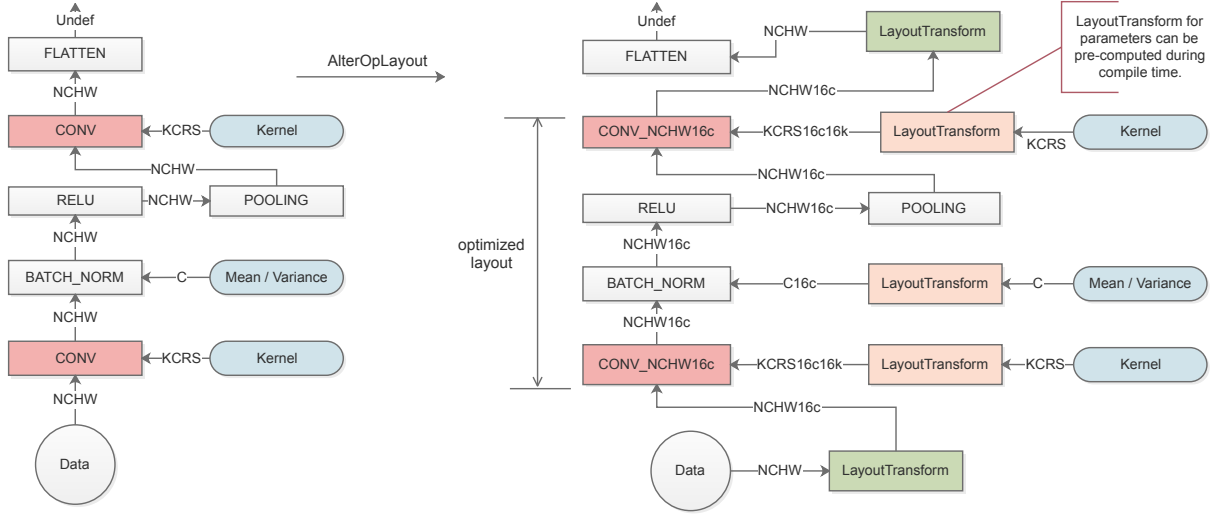 Undef
FLATTEN
NCHW
CONV
KCRS
Kernel
NCHW
RELU
NCHW
POOLING
NCHW
BATCH_NORM
C
Mean / Variance
NCHW
CONV
KCRS
Kernel
NCHW
Data
AlterOpLayout
Undef
FLATTEN
NCHW
LayoutTransform
NCHW16c
LayoutTransform for
parameters can be
pre-computed during
compile time.
CONV_NCHW16c
KCRS16c16k
LayoutTransform
KCRS
Kernel
NCHW16c
RELU
NCHW16c
POOLING
optimized
layout
NCHW16c
BATCH_NORM
C16c
LayoutTransform
C
Mean / Variance
NCHW16c
CONV_NCHW16c
KCRS16c16k
LayoutTransform
KCRS
Kernel
NCHW16c
Data
NCHW
LayoutTransform